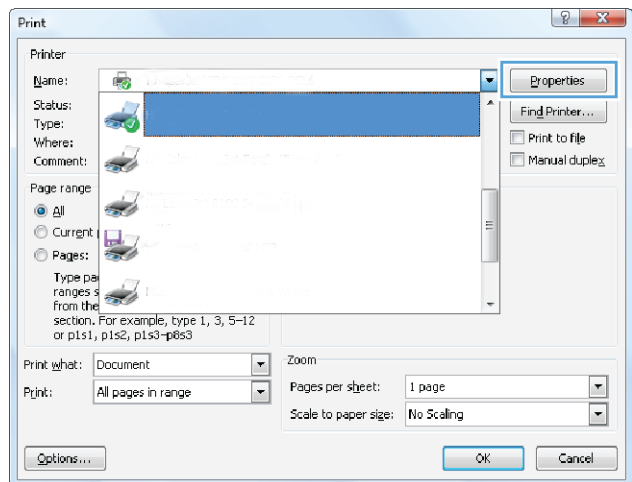 Print
Printer
Name:
Properties
Status:
Find Printer...
Type:
Where:
Print to file
Comment:
Manual duplex
Page range
All
Current
Pages:
Type
ranges
from the
section. For example, type 1, 3, 5–12
or p1s1, p1s2, p1s3–p8s3
Print what: Document
Print: All pages in range
Zoom
Pages per sheet: 1 page
Scale to paper size: No Scaling
Options...
OK
Cancel